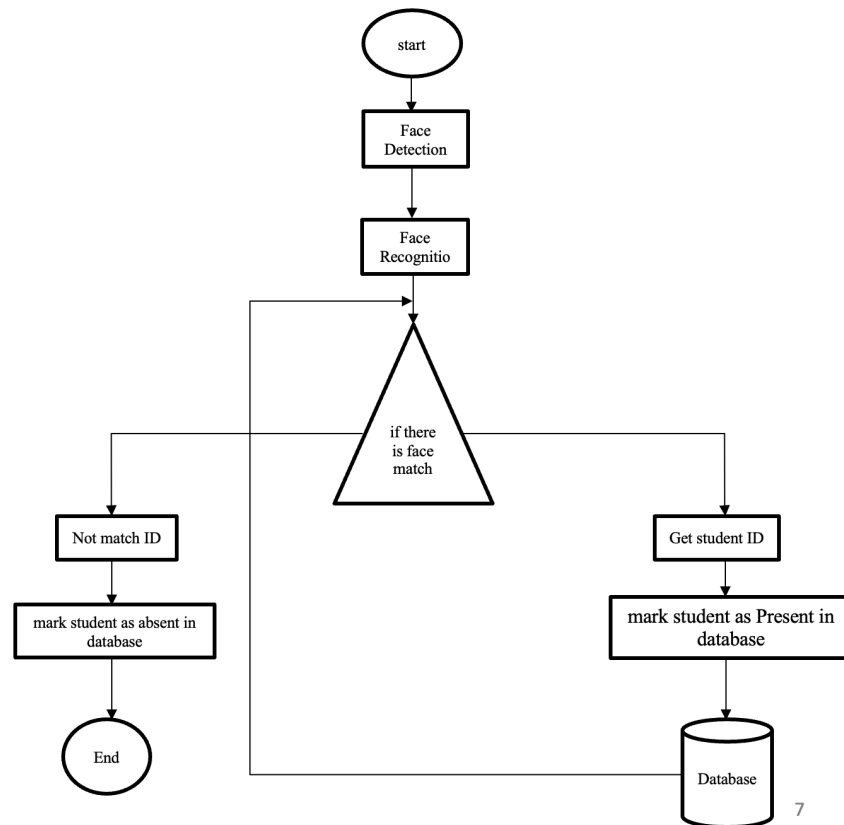 start
Face
Detection
Face
Recognitio
if there
is face
match
Not match ID
Get student ID
mark student as absent in
database
mark student as Present in
database
End
Database
7